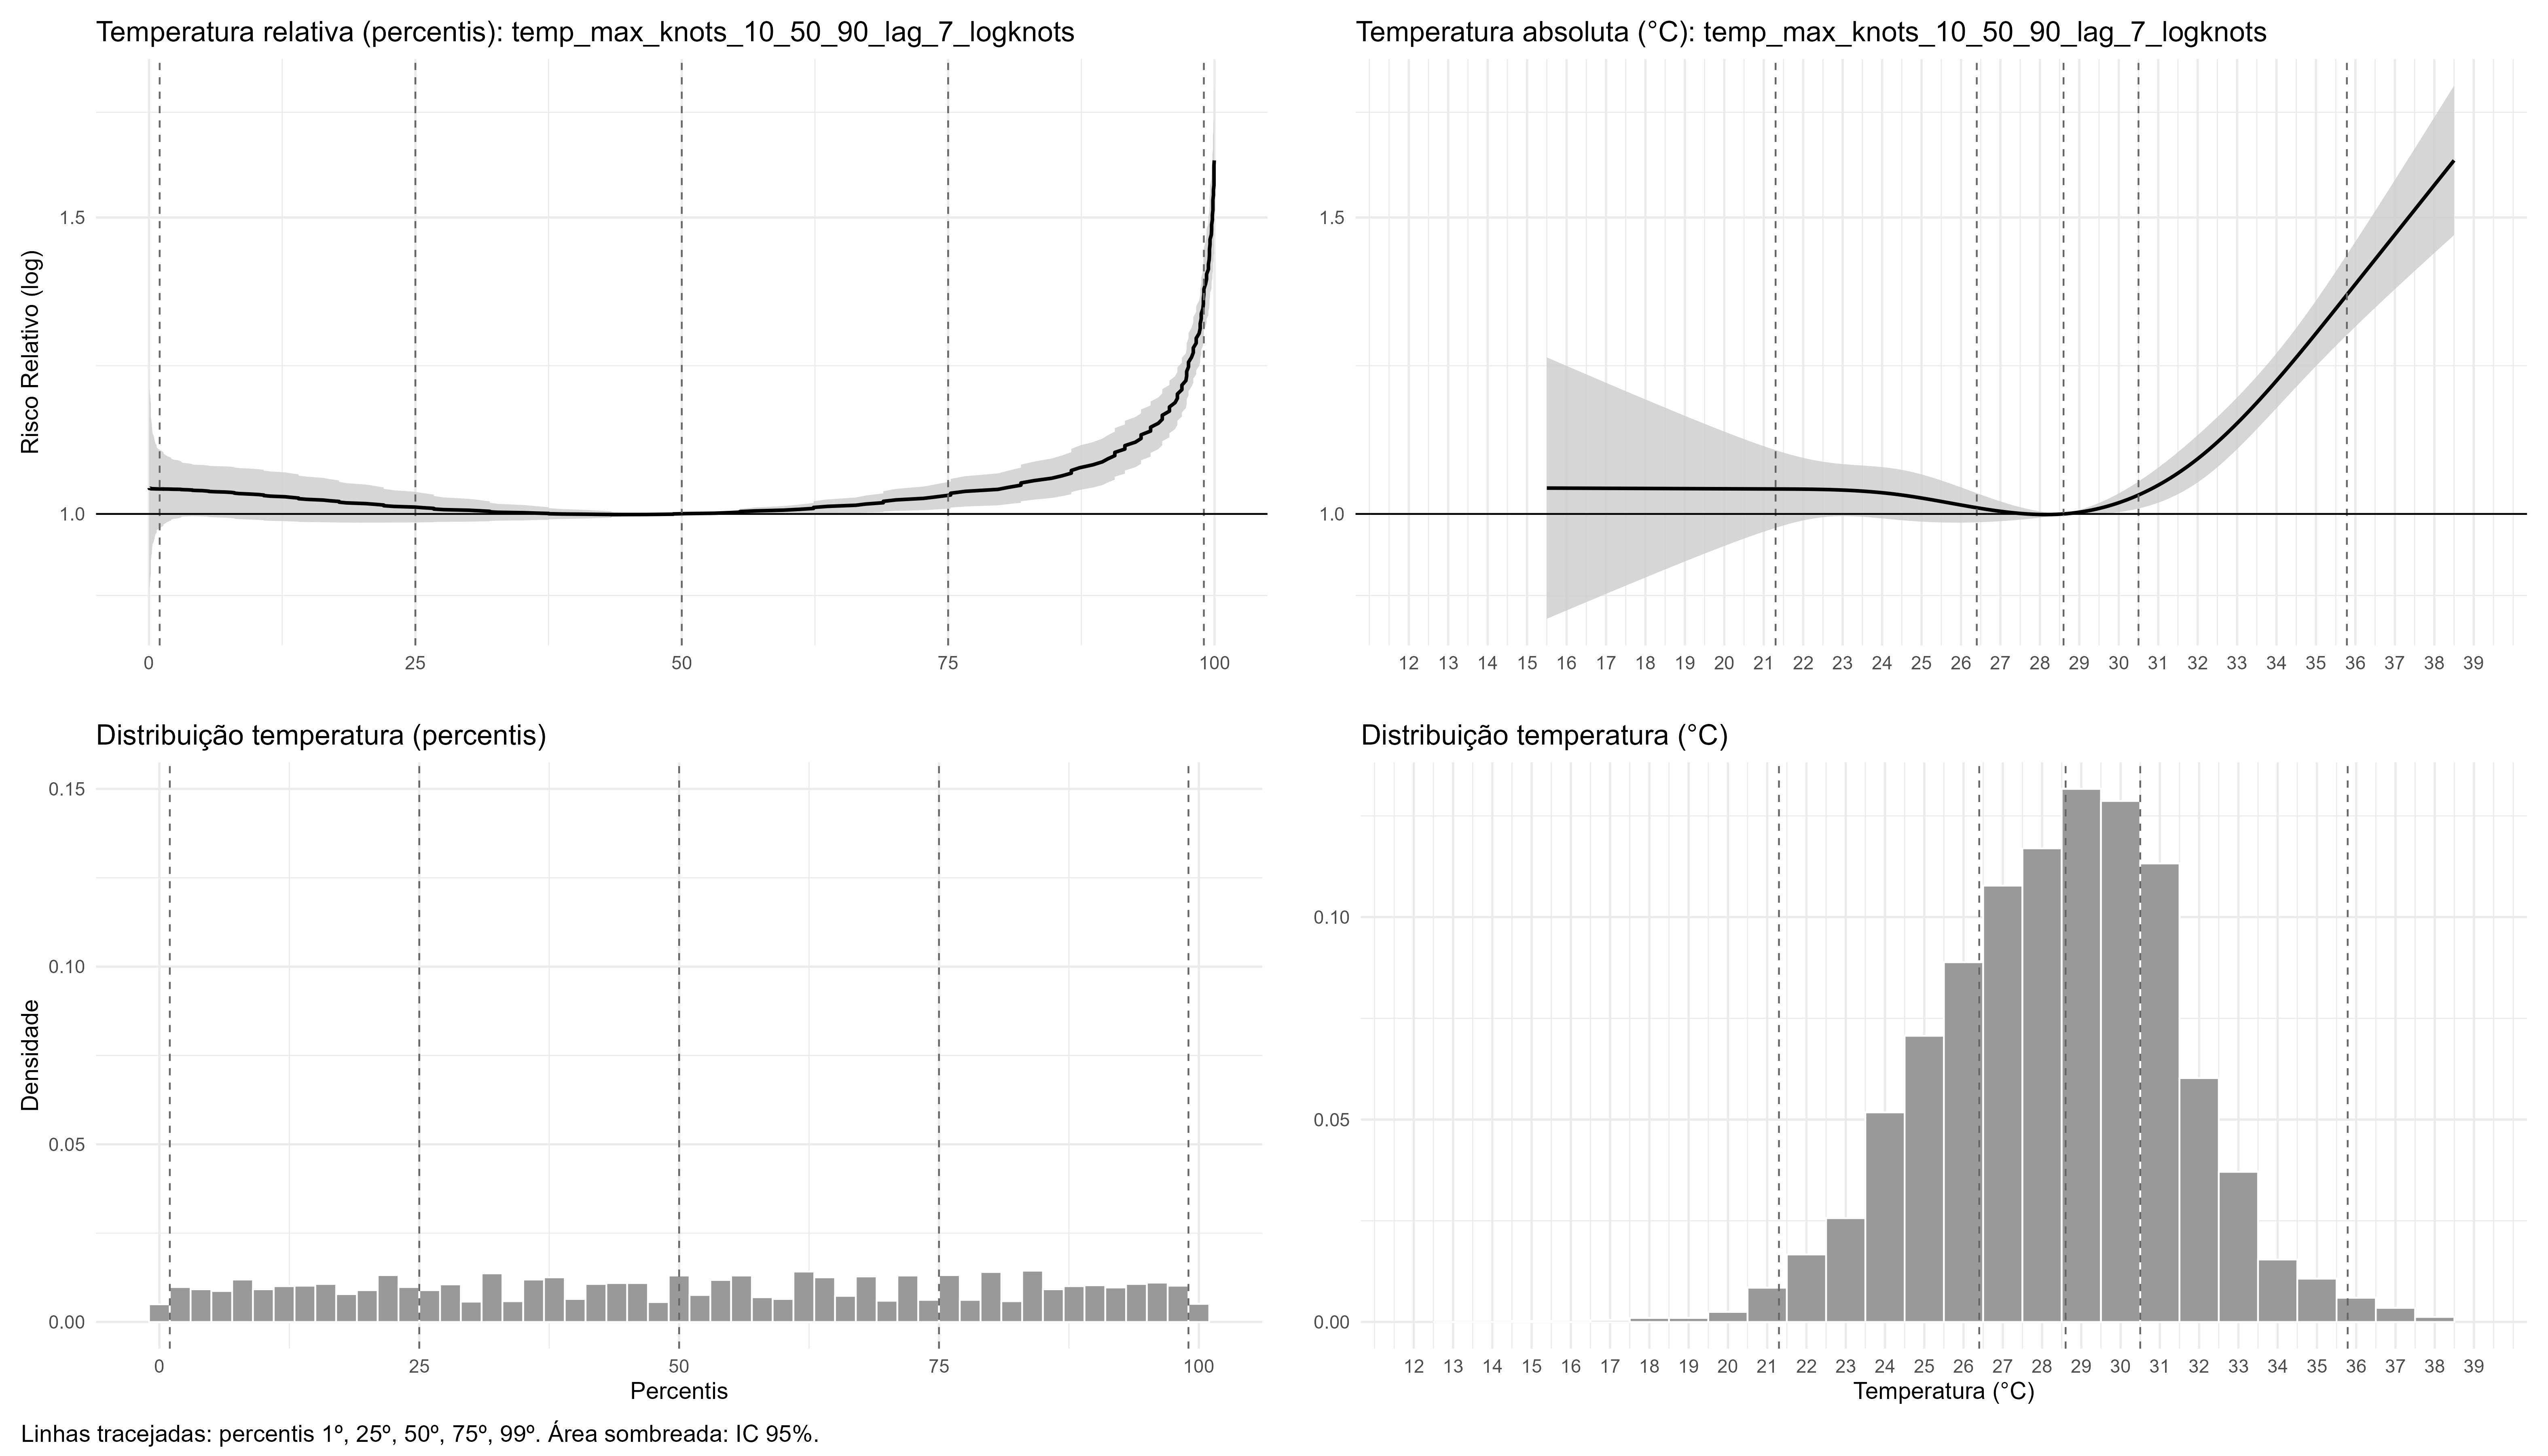 Temperatura relativa (percentis): temp_max_knots_10_50_90_lag_7_logknots
Risco Relativo (log)
1.5
1.0
0 25 50 75 100
Temperatura absoluta (°C): temp_max_knots_10_50_90_lag_7_logknots
1.5
1.0
12 13 14 15 16 17 18 19 20 21 22 23 24 25 26 27 28 29 30 31 32 33 34 35 36 37 38 39
Distribuição temperatura (percentis)
Densidade
0.15
0.10
0.05
0.00
0 25 50 75 100
Percentis
Distribuição temperatura (°C)
0.10
0.05
0.00
12 13 14 15 16 17 18 19 20 21 22 23 24 25 26 27 28 29 30 31 32 33 34 35 36 37 38 39
Temperatura (°C)
Linhas tracejadas: percentis 1º, 25º, 50º, 75º, 99º. Área sombreada: IC 95%.